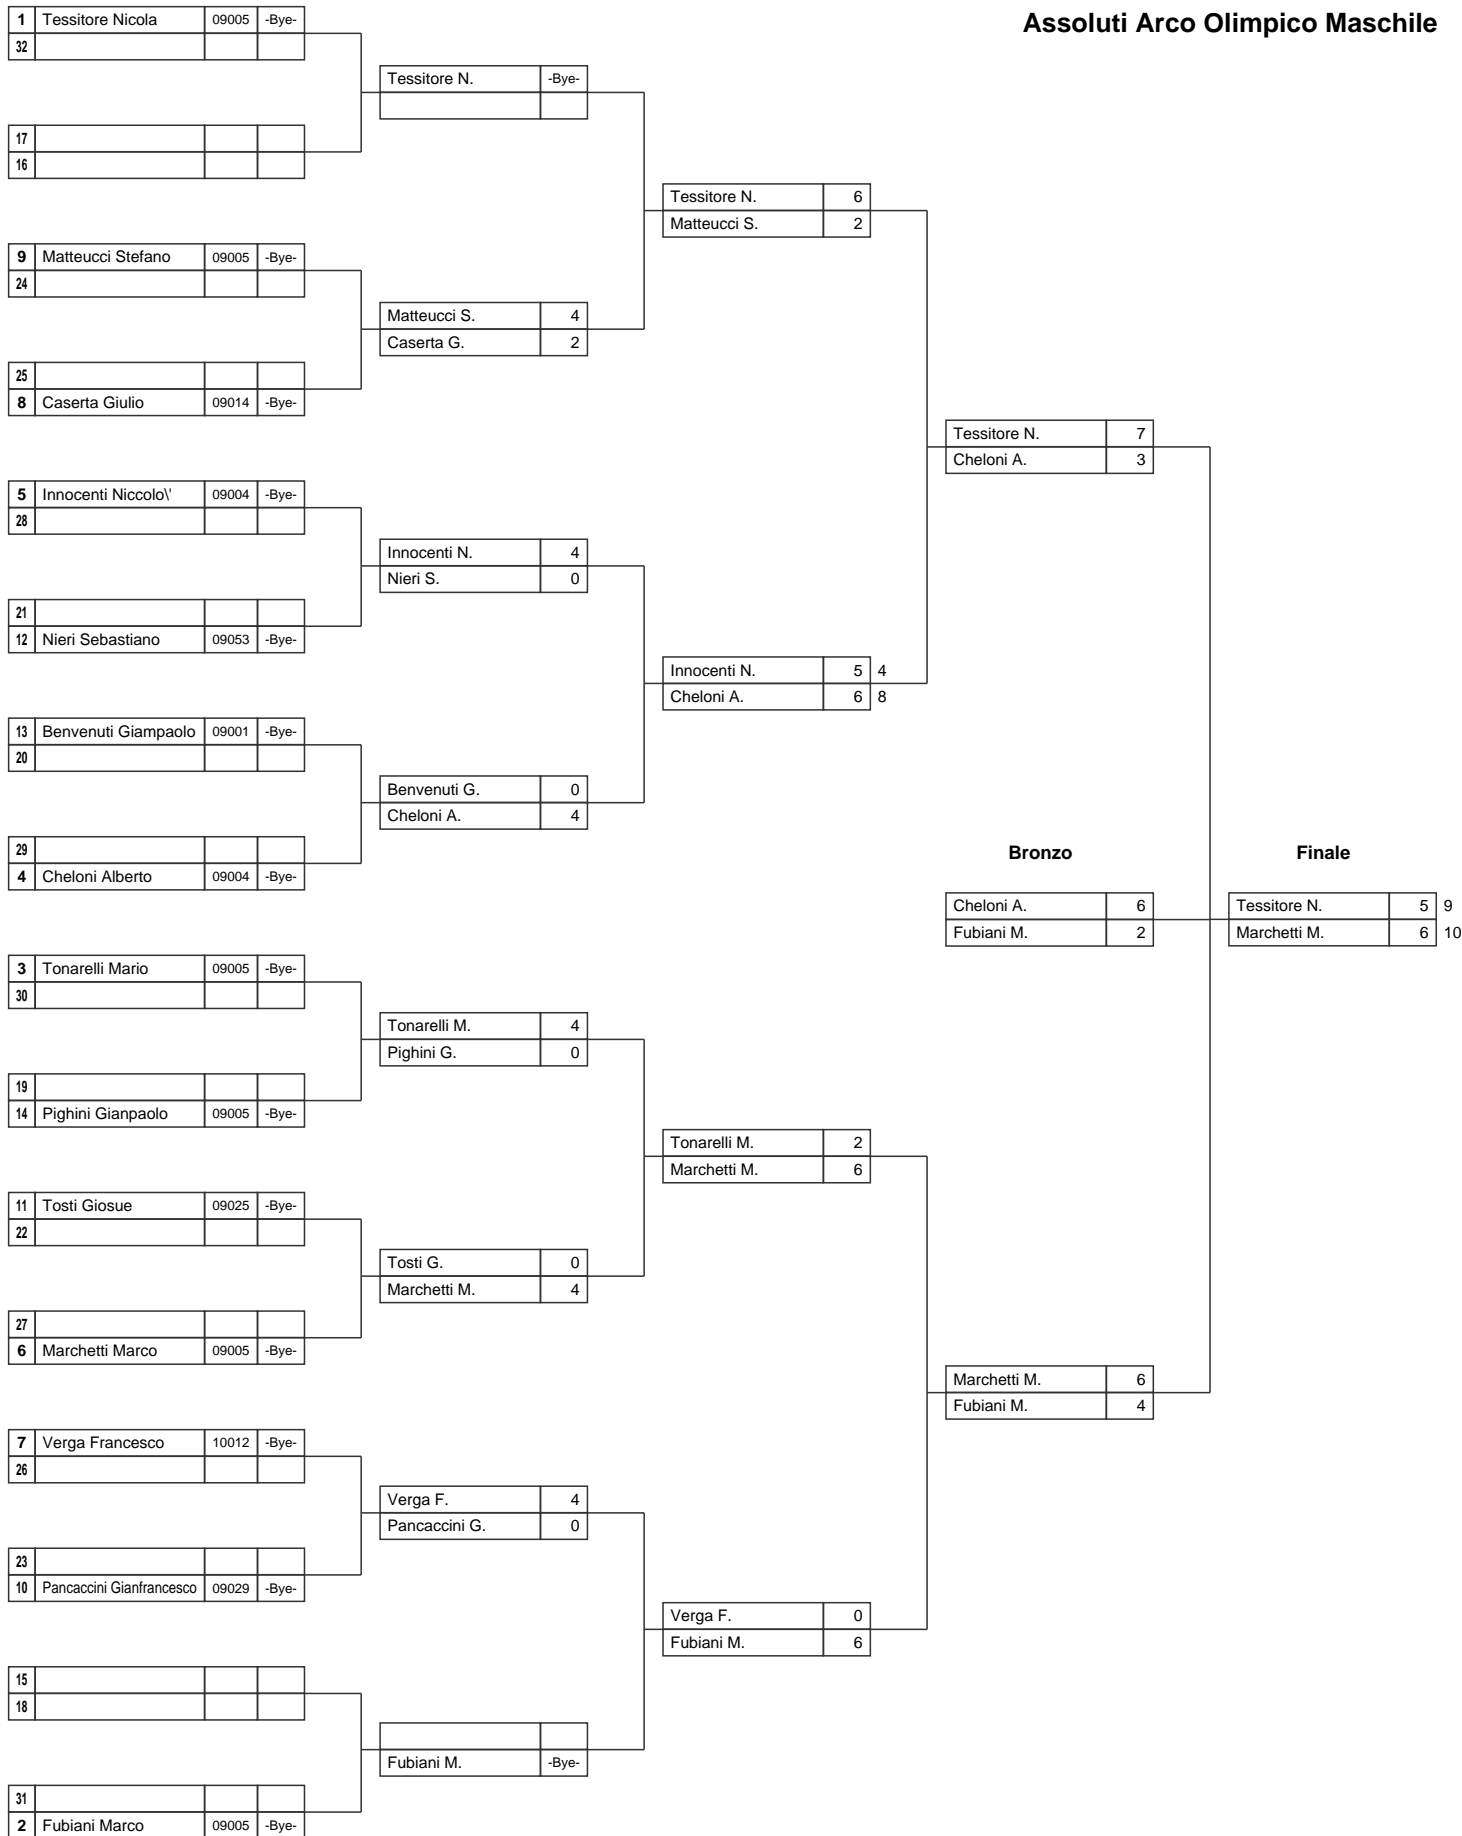 Assoluti Arco Olimpico Maschile
1 Tessitore Nicola 09005 -Bye-
32
Tessitore N. -Bye-
17
16
Tessitore N. 6
Matteucci S. 2
9 Matteucci Stefano 09005 -Bye-
24
Matteucci S. 4
Caserta G. 2
25
8 Caserta Giulio 09014 -Bye-
Tessitore N. 7
Cheloni A. 3
5 Innocenti Niccolo\' 09004 -Bye-
28
Innocenti N. 4
Nieri S. 0
21
12 Nieri Sebastiano 09053 -Bye-
Innocenti N. 5 4
Cheloni A. 6 8
13 Benvenuti Giampaolo 09001 -Bye-
20
Benvenuti G. 0
Cheloni A. 4
29
4 Cheloni Alberto 09004 -Bye-
Bronzo Finale
Cheloni A. 6 Tessitore N. 5 9
Fubiani M. 2 Marchetti M. 6 10
3 Tonarelli Mario 09005 -Bye-
30
Tonarelli M. 4
Pighini G. 0
19
14 Pighini Gianpaolo 09005 -Bye-
Tonarelli M. 2
Marchetti M. 6
11 Tosti Giosue 09025 -Bye-
22
Tosti G. 0
Marchetti M. 4
27
6 Marchetti Marco 09005 -Bye-
Marchetti M. 6
Fubiani M. 4
7 Verga Francesco 10012 -Bye-
26
Verga F. 4
Pancaccini G. 0
23
10 Pancaccini Gianfrancesco 09029 -Bye-
Verga F. 0
Fubiani M. 6
15
18
Fubiani M. -Bye-
31
2 Fubiani Marco 09005 -Bye-